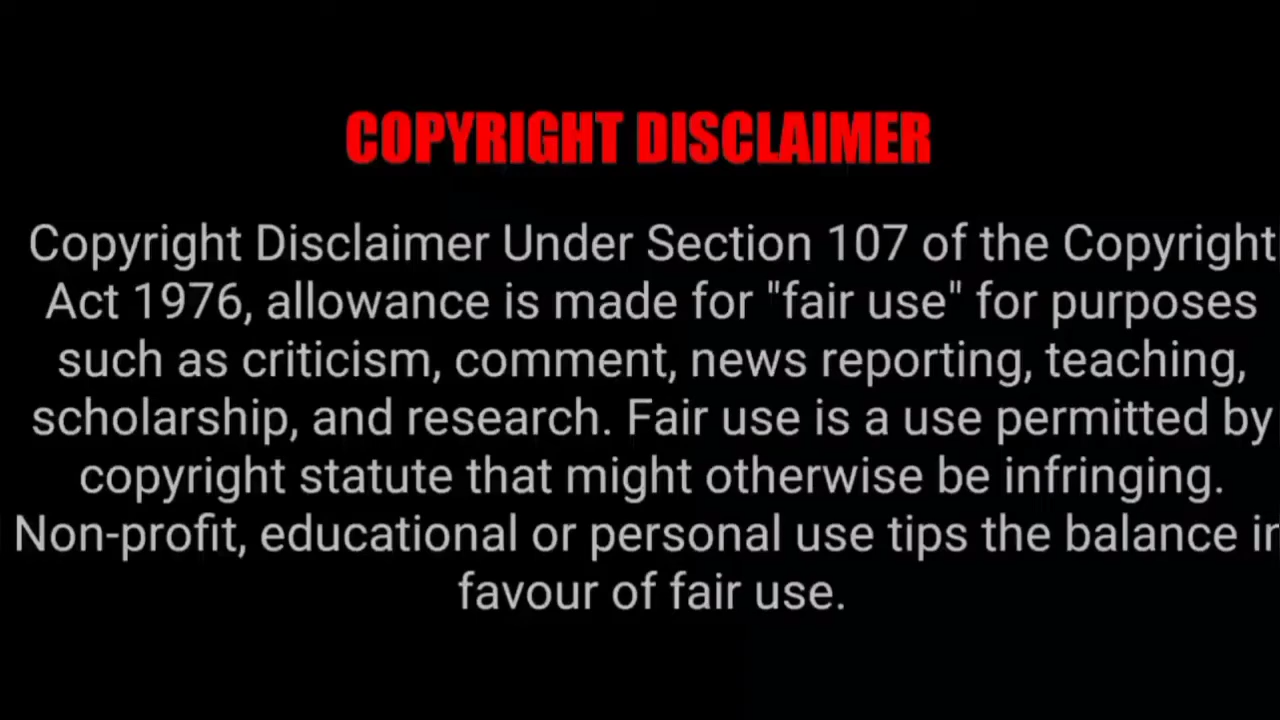 COPYRIGHT DISCLAIMER
Copyright Disclaimer Under Section 107 of the Copyright
Act 1976, allowance is made for "fair use" for purposes
such as criticism, comment, news reporting, teaching,
scholarship, and research. Fair use is a use permitted by
copyright statute that might otherwise be infringing.
Non-profit, educational or personal use tips the balance in
favour of fair use.